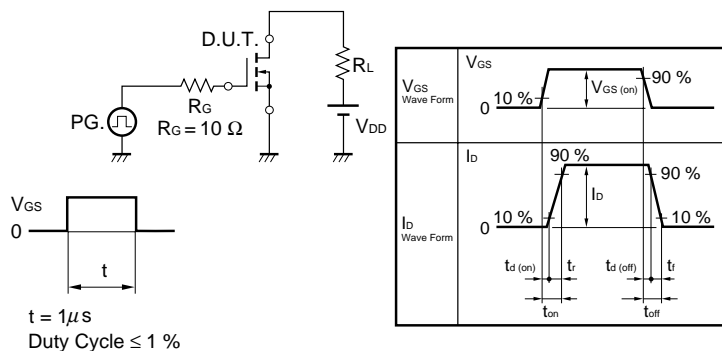 D.U.T.
RL
RG
PG.
RG = 10 Ω
VDD
VGS
0
t
t = 1μs
Duty Cycle ≤ 1 %
VGS
Wave Form
VGS
10 %
0
VGS (on)
90 %
ID
Wave Form
ID
90 %
90 %
10 %
0
ID
10 %
td (on)
tr
td (off)
tf
ton
toff